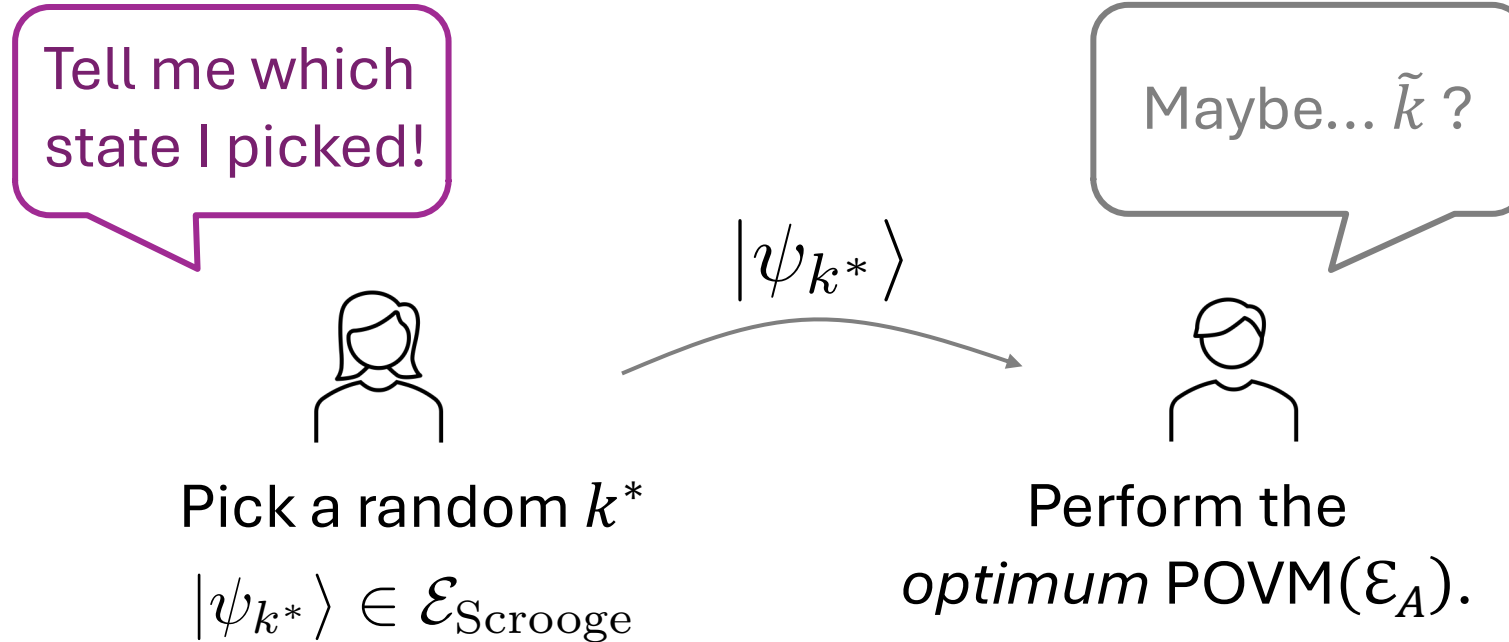 Tell me which
state I picked!
Maybe... k̃ ?
|ψ_{k*}⟩
Pick a random k*
|ψ_{k*}⟩ ∈ ℰ_Scrooge
Perform the
optimum POVM(ℰ_A).